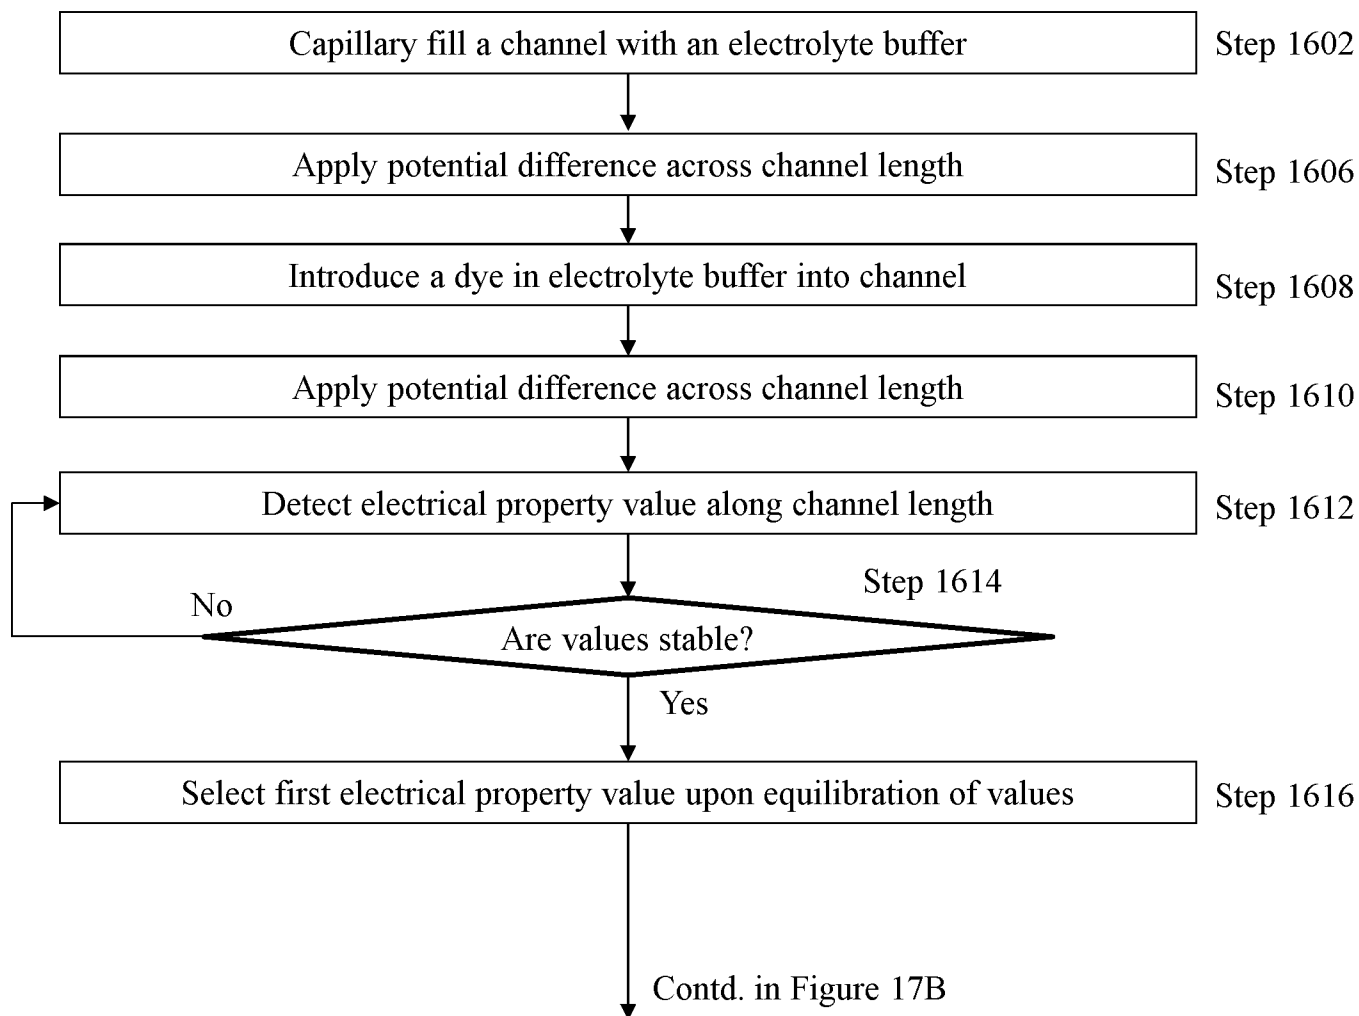 Capillary fill a channel with an electrolyte buffer
Step 1602
Apply potential difference across channel length
Step 1606
Introduce a dye in electrolyte buffer into channel
Step 1608
Apply potential difference across channel length
Step 1610
Detect electrical property value along channel length
Step 1612
Step 1614
No
Are values stable?
Yes
Select first electrical property value upon equilibration of values
Step 1616
Contd. in Figure 17B